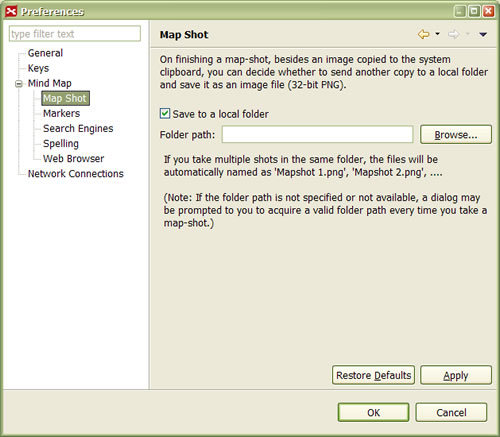 Preferences
type filter text
General
Keys
Mind Map
Map Shot
Markers
Search Engines
Spelling
Web Browser
Network Connections
Map Shot
On finishing a map-shot, besides an image copied to the system
clipboard, you can decide whether to send another copy to a local folder
and save it as an image file (32-bit PNG).
Save to a local folder
Folder path:
Browse...
If you take multiple shots in the same folder, the files will be
automatically named as 'Mapshot 1.png', 'Mapshot 2.png', ....
(Note: If the folder path is not specified or not available, a dialog may
be prompted to you to acquire a valid folder path every time you take a
map-shot.)
Restore Defaults
Apply
OK
Cancel